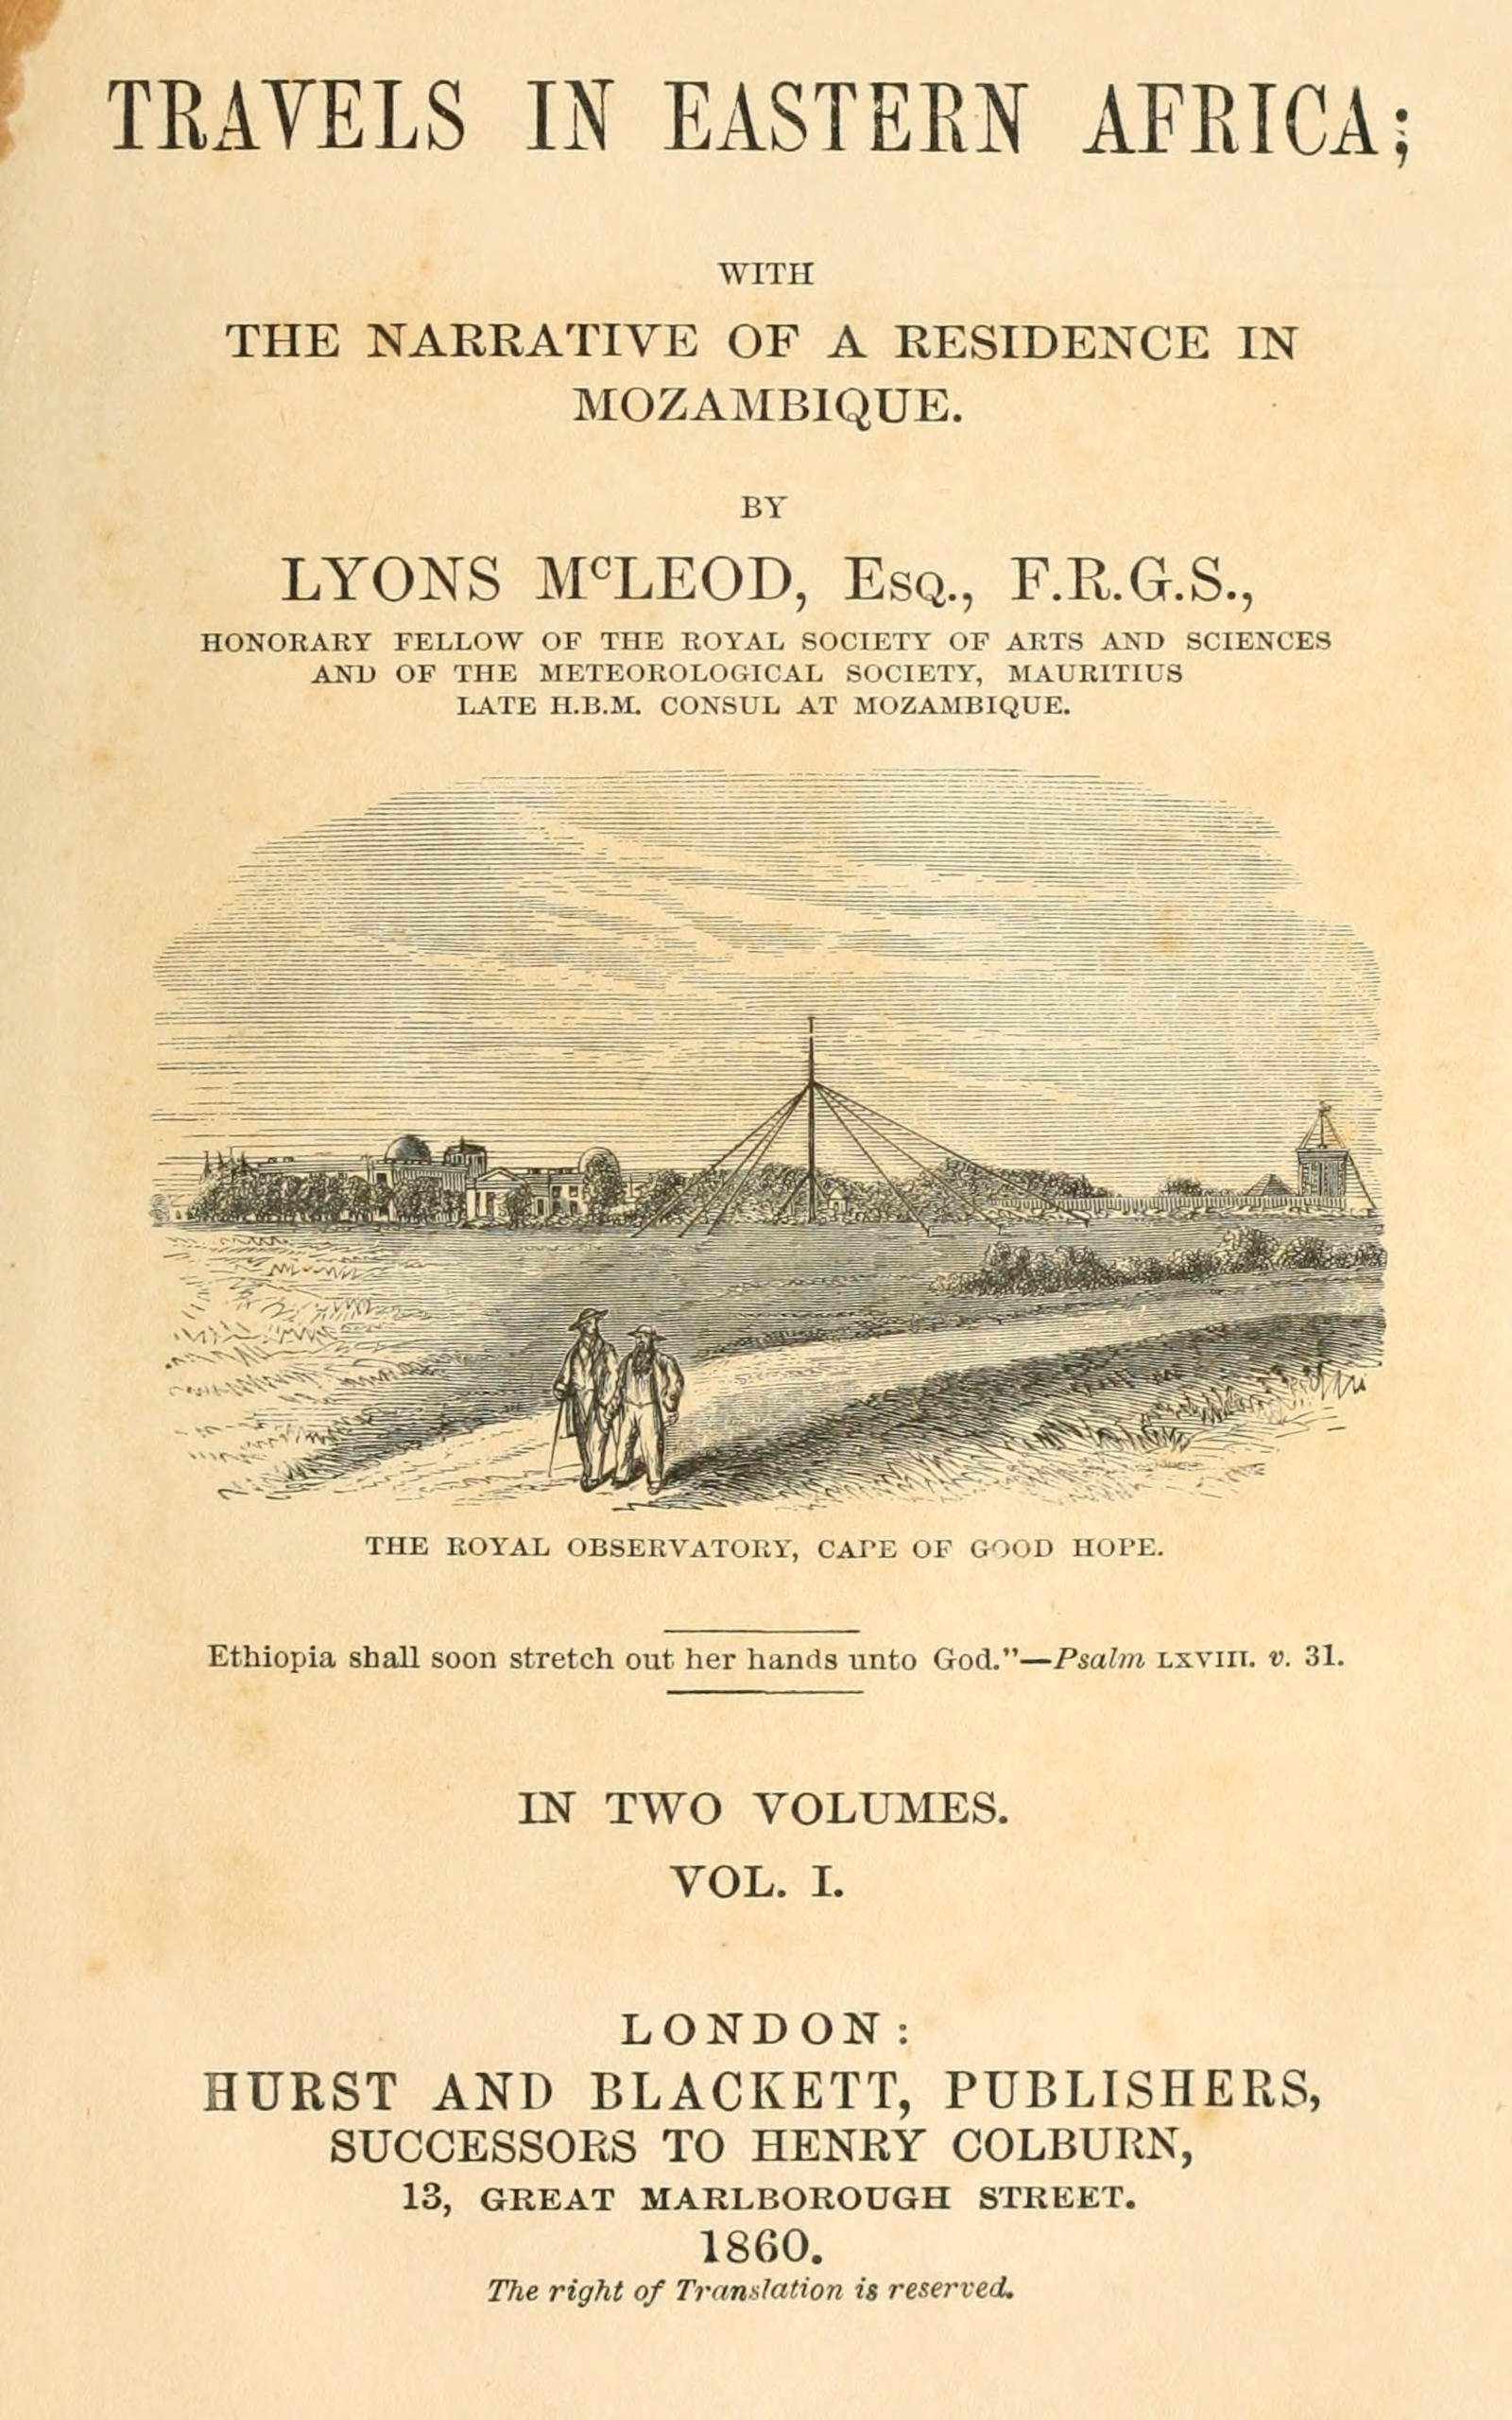 TRAVELS IN EASTERN AFRICA;
WITH
THE NARRATIVE OF A RESIDENCE IN
MOZAMBIQUE.
BY
LYONS McLEOD, Esq., F.R.G.S.,
HONORARY FELLOW OF THE ROYAL SOCIETY OF ARTS AND SCIENCES
AND OF THE METEOROLOGICAL SOCIETY, MAURITIUS
LATE H.B.M. CONSUL AT MOZAMBIQUE.
THE ROYAL OBSERVATORY, CAPE OF GOOD HOPE.
Ethiopia shall soon stretch out her hands unto God."—Psalm LXVIII. v. 31.
IN TWO VOLUMES.
VOL. I.
LONDON:
HURST AND BLACKETT, PUBLISHERS,
SUCCESSORS TO HENRY COLBURN,
13, GREAT MARLBOROUGH STREET.
1860.
The right of Translation is reserved.